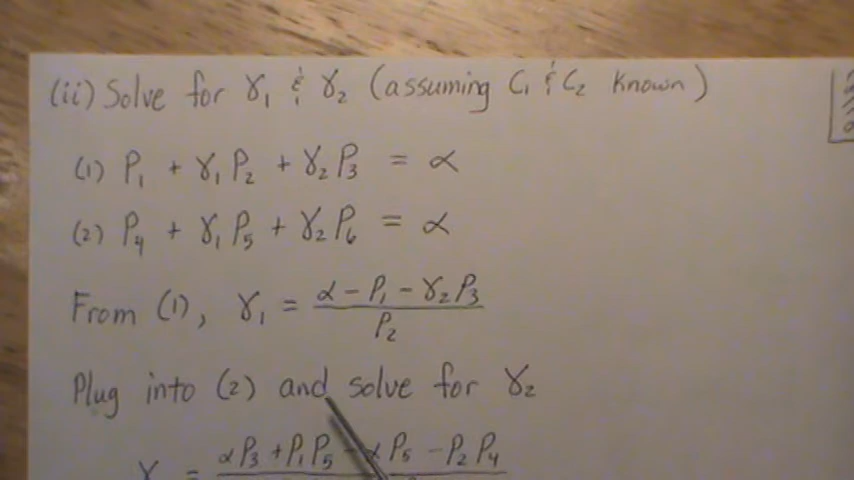 (ii) Solve for γ₁ & γ₂ (assuming C₁ & C₂ known)
(1) P₁ + γ₁P₂ + γ₂P₃ = α
(2) P₄ + γ₁P₅ + γ₂P₆ = α
From (1), γ₁ = (α - P₁ - γ₂P₃) / P₂
Plug into (2) and solve for γ₂
γ = αP₃ + P₁P₅ - αP₅ - P₂P₄